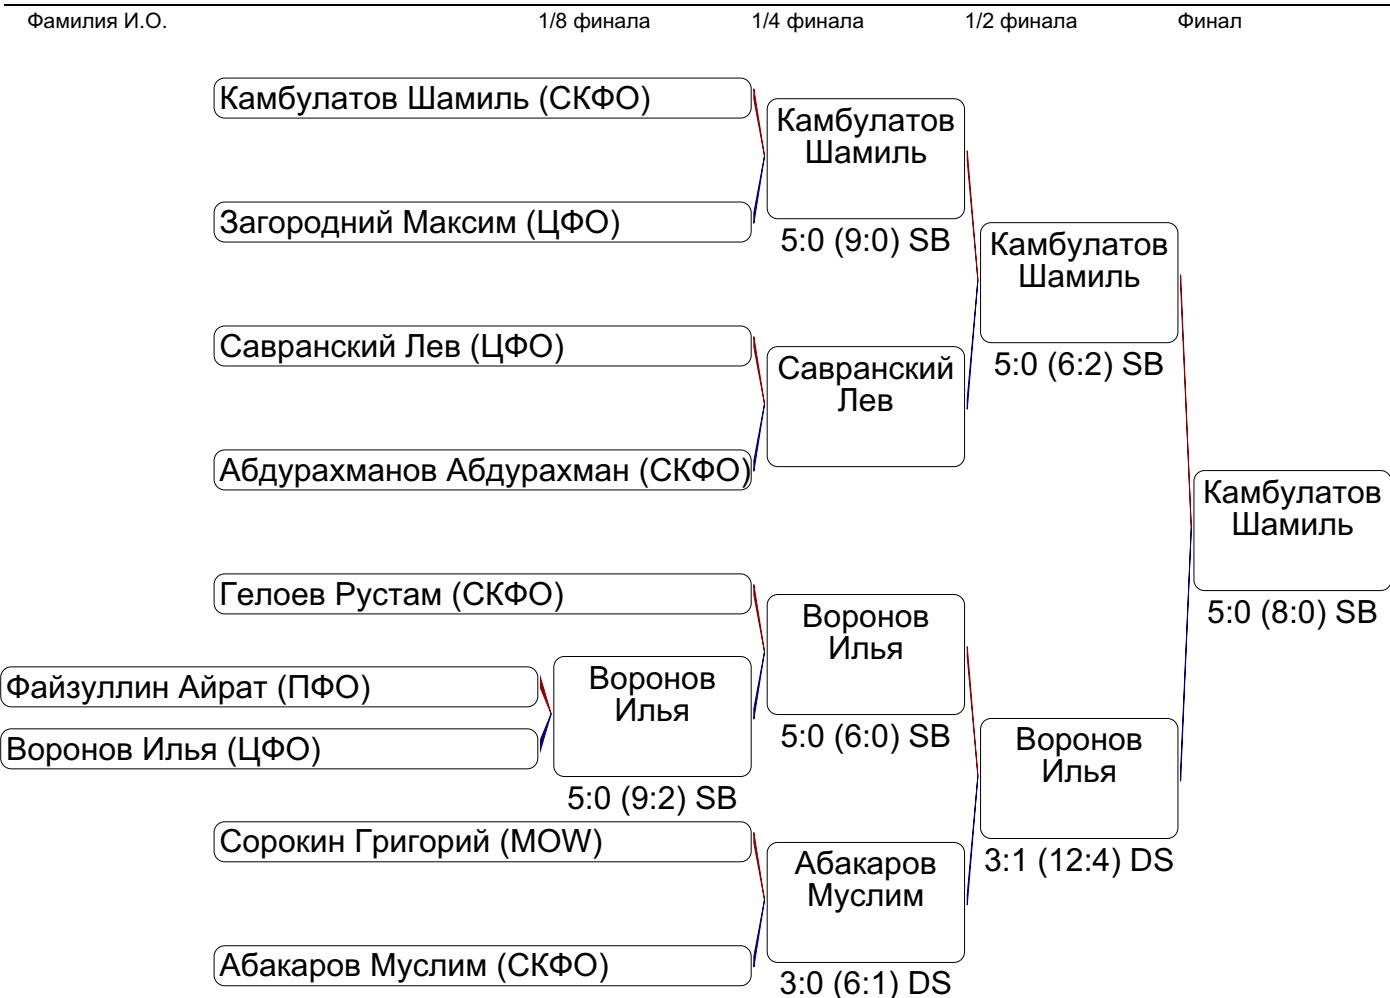 Фамилия И.О. 1/8 финала 1/4 финала 1/2 финала Финал
Камбулатов Шамиль (СКФО)
Камбулатов
Шамиль
Загородний Максим (ЦФО)
5:0 (9:0) SB
Камбулатов
Шамиль
Савранский Лев (ЦФО)
5:0 (6:2) SB
Савранский
Лев
Абдурахманов Абдурахман (СКФО)
Камбулатов
Шамиль
Гелоев Рустам (СКФО)
5:0 (8:0) SB
Воронов
Илья
Файзуллин Айрат (ПФО)
Воронов
Илья
Воронов Илья (ЦФО)
5:0 (6:0) SB
Воронов
Илья
5:0 (9:2) SB
Сорокин Григорий (MOW)
3:1 (12:4) DS
Абакаров
Муслим
Абакаров Муслим (СКФО)
3:0 (6:1) DS